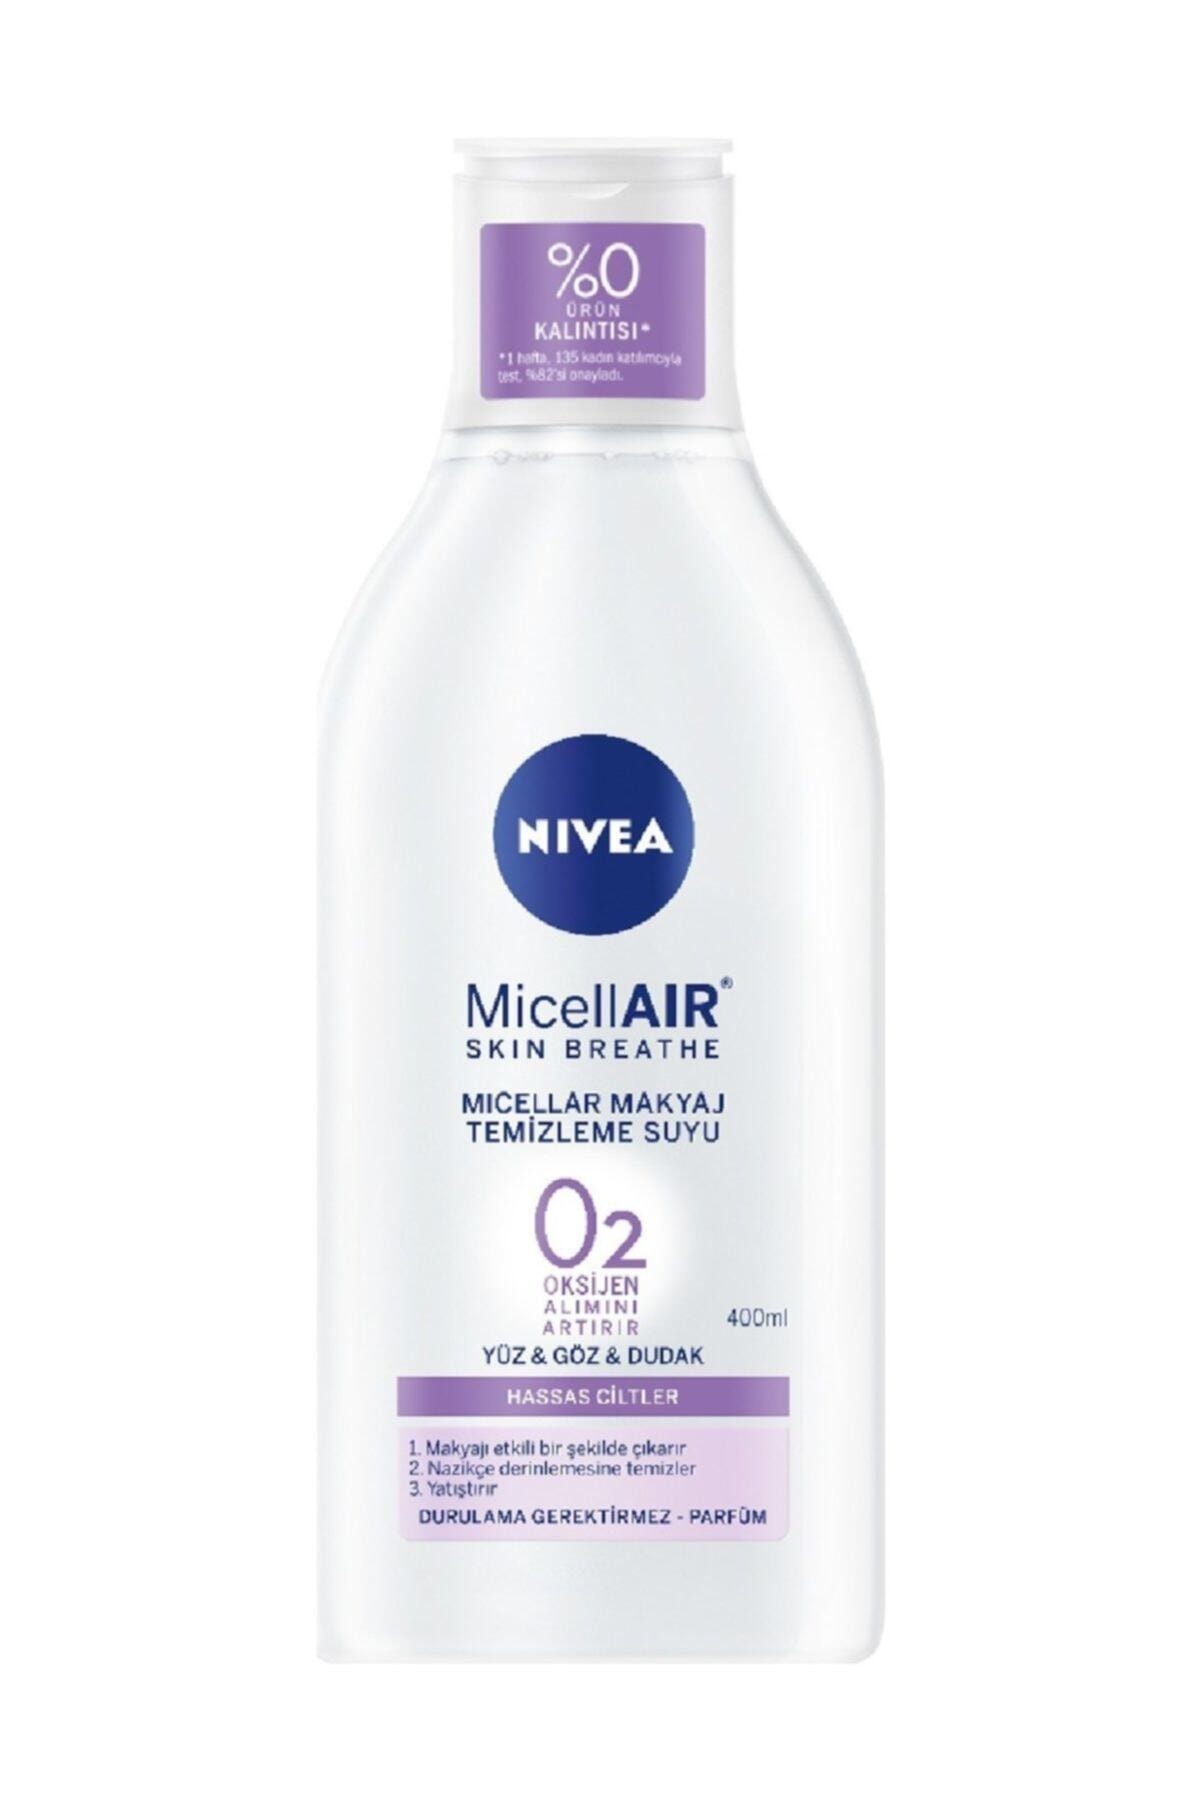 %0
ÜRÜN
KALINTISI*
*1 hafta, 135 kadın katılımcıyla
test, %82'si onayladı.
NIVEA
MicellAIR®
SKIN BREATHE
MICELLAR MAKYAJ
TEMİZLEME SUYU
O2
OKSİJEN
ALIMINI
ARTIRIR
400ml
YÜZ & GÖZ & DUDAK
HASSAS CİLTLER
1. Makyajı etkili bir şekilde çıkarır
2. Nazikçe derinlemesine temizler
3. Yatıştırır
DURULAMA GEREKTİRMEZ - PARFÜM